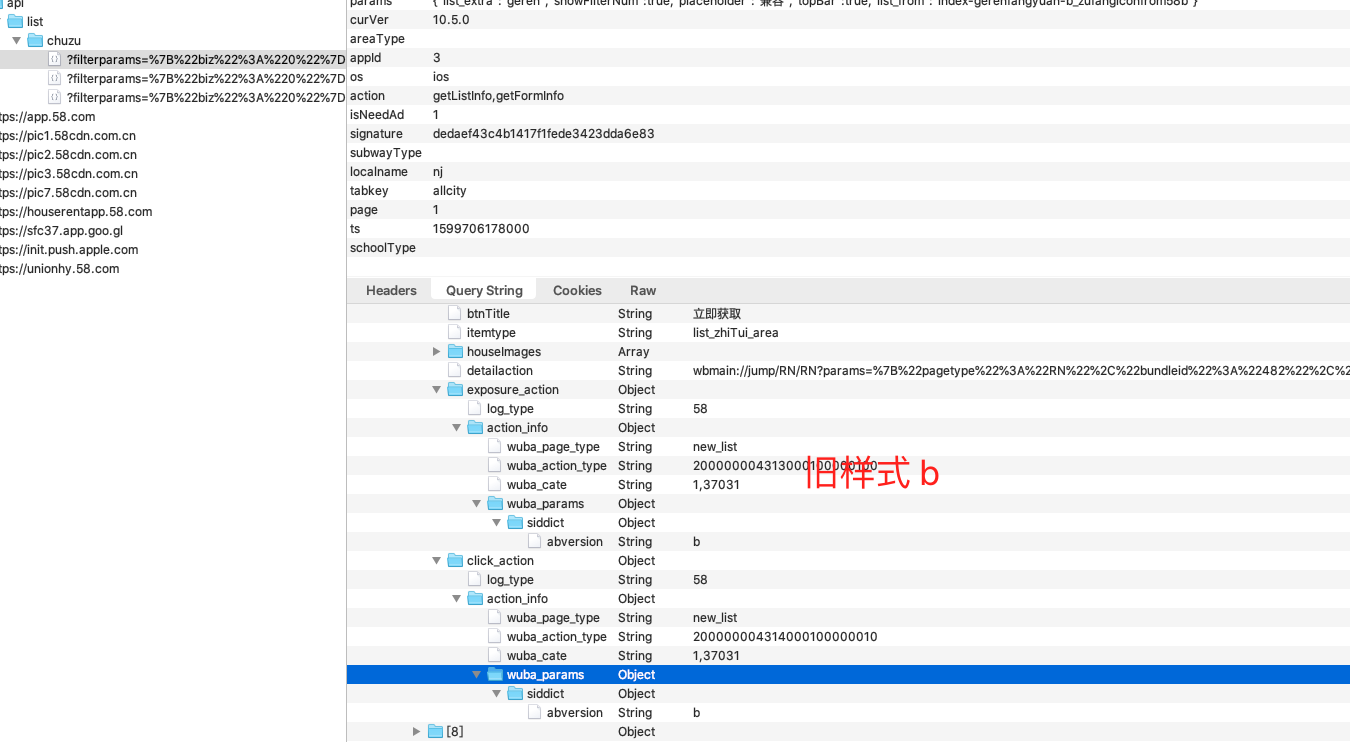 api
list
chuzu
?filterparams=%7B%22biz%22%3A%220%22%7D
?filterparams=%7B%22biz%22%3A%220%22%7D
?filterparams=%7B%22biz%22%3A%220%22%7D
tps://app.58.com
tps://pic1.58cdn.com.cn
tps://pic2.58cdn.com.cn
tps://pic3.58cdn.com.cn
tps://pic7.58cdn.com.cn
tps://houserentapp.58.com
tps://sfc37.app.goo.gl
tps://init.push.apple.com
tps://unionhy.58.com
params
curVer 10.5.0
areaType
appId 3
os ios
action getListInfo,getFormInfo
isNeedAd 1
signature dedaef43c4b1417f1fede3423dda6e83
subwayType
localname nj
tabkey allcity
page 1
ts 1599706178000
schoolType
Headers Query String Cookies Raw
btnTitle String 立即获取
itemtype String list_zhiTui_area
houseImages Array
detailaction String wbmain://jump/RN/RN?params=%7B%22pagetype%22%3A%22RN%22%2C%22bundleid%22%3A%22482%22%2C%2
exposure_action Object
log_type String 58
action_info Object
wuba_page_type String new_list
wuba_action_type String 200000004313000100000100
wuba_cate String 1,37031
旧样式 b
wuba_params Object
siddict Object
abversion String b
click_action Object
log_type String 58
action_info Object
wuba_page_type String new_list
wuba_action_type String 200000004314000100000010
wuba_cate String 1,37031
wuba_params Object
siddict Object
abversion String b
[8] Object